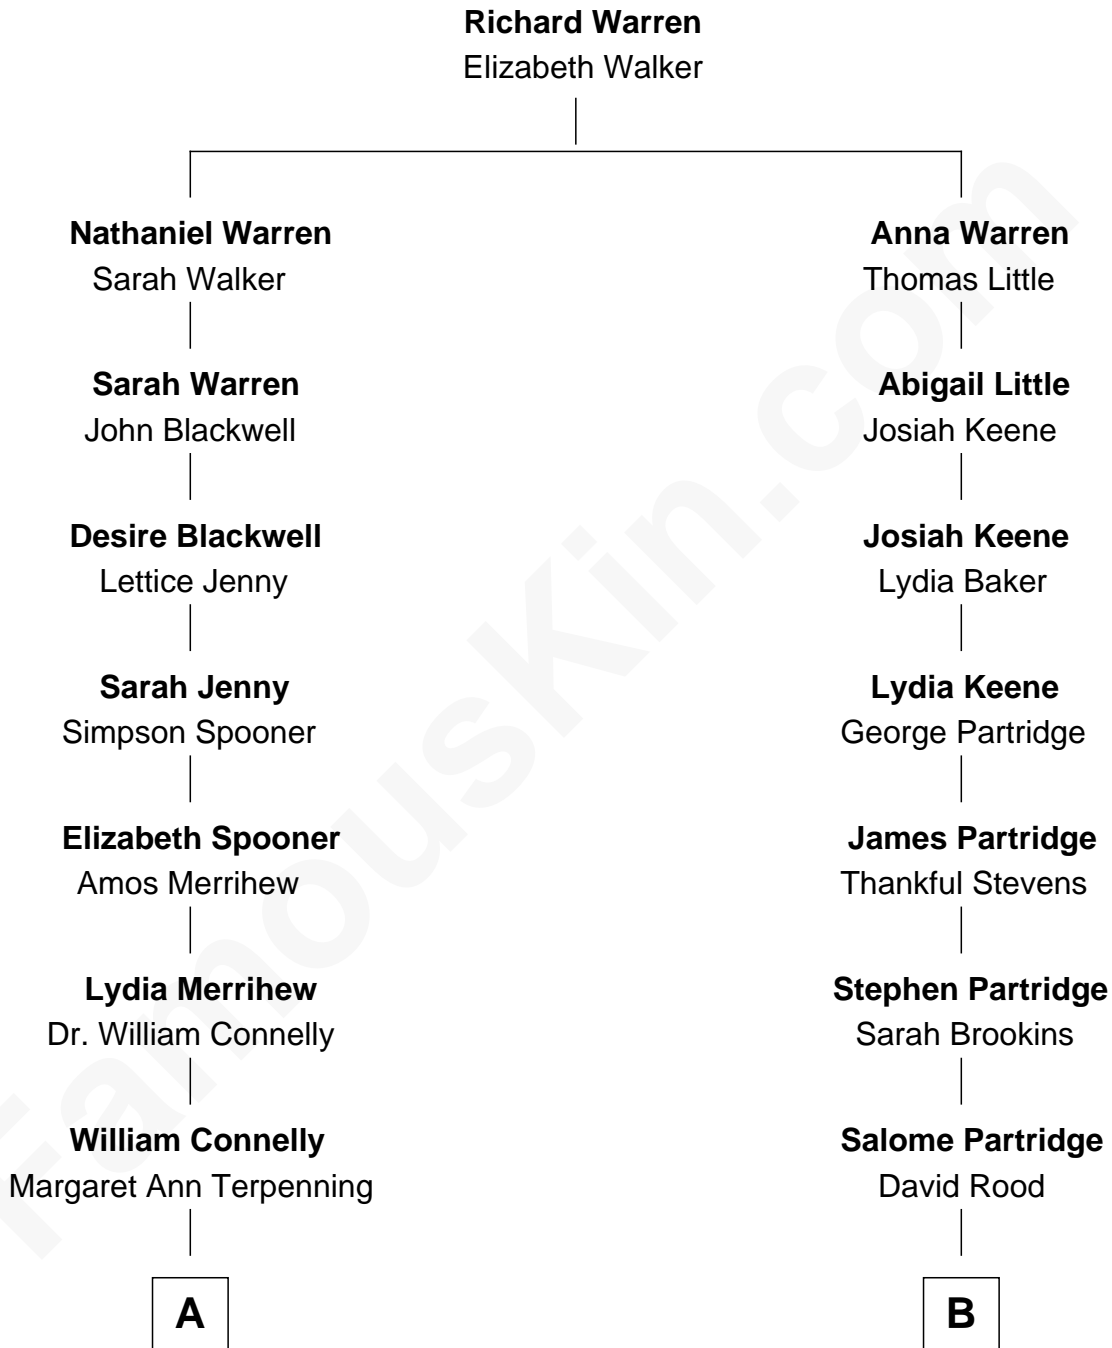 Richard Warren
Elizabeth Walker
Nathaniel Warren
Sarah Walker
Anna Warren
Thomas Little
Sarah Warren
John Blackwell
Abigail Little
Josiah Keene
Desire Blackwell
Lettice Jenny
Josiah Keene
Lydia Baker
Sarah Jenny
Simpson Spooner
Lydia Keene
George Partridge
Elizabeth Spooner
Amos Merrihew
James Partridge
Thankful Stevens
Lydia Merrihew
Dr. William Connelly
Stephen Partridge
Sarah Brookins
William Connelly
Margaret Ann Terpenning
Salome Partridge
David Rood
A
B
FamousKin.com